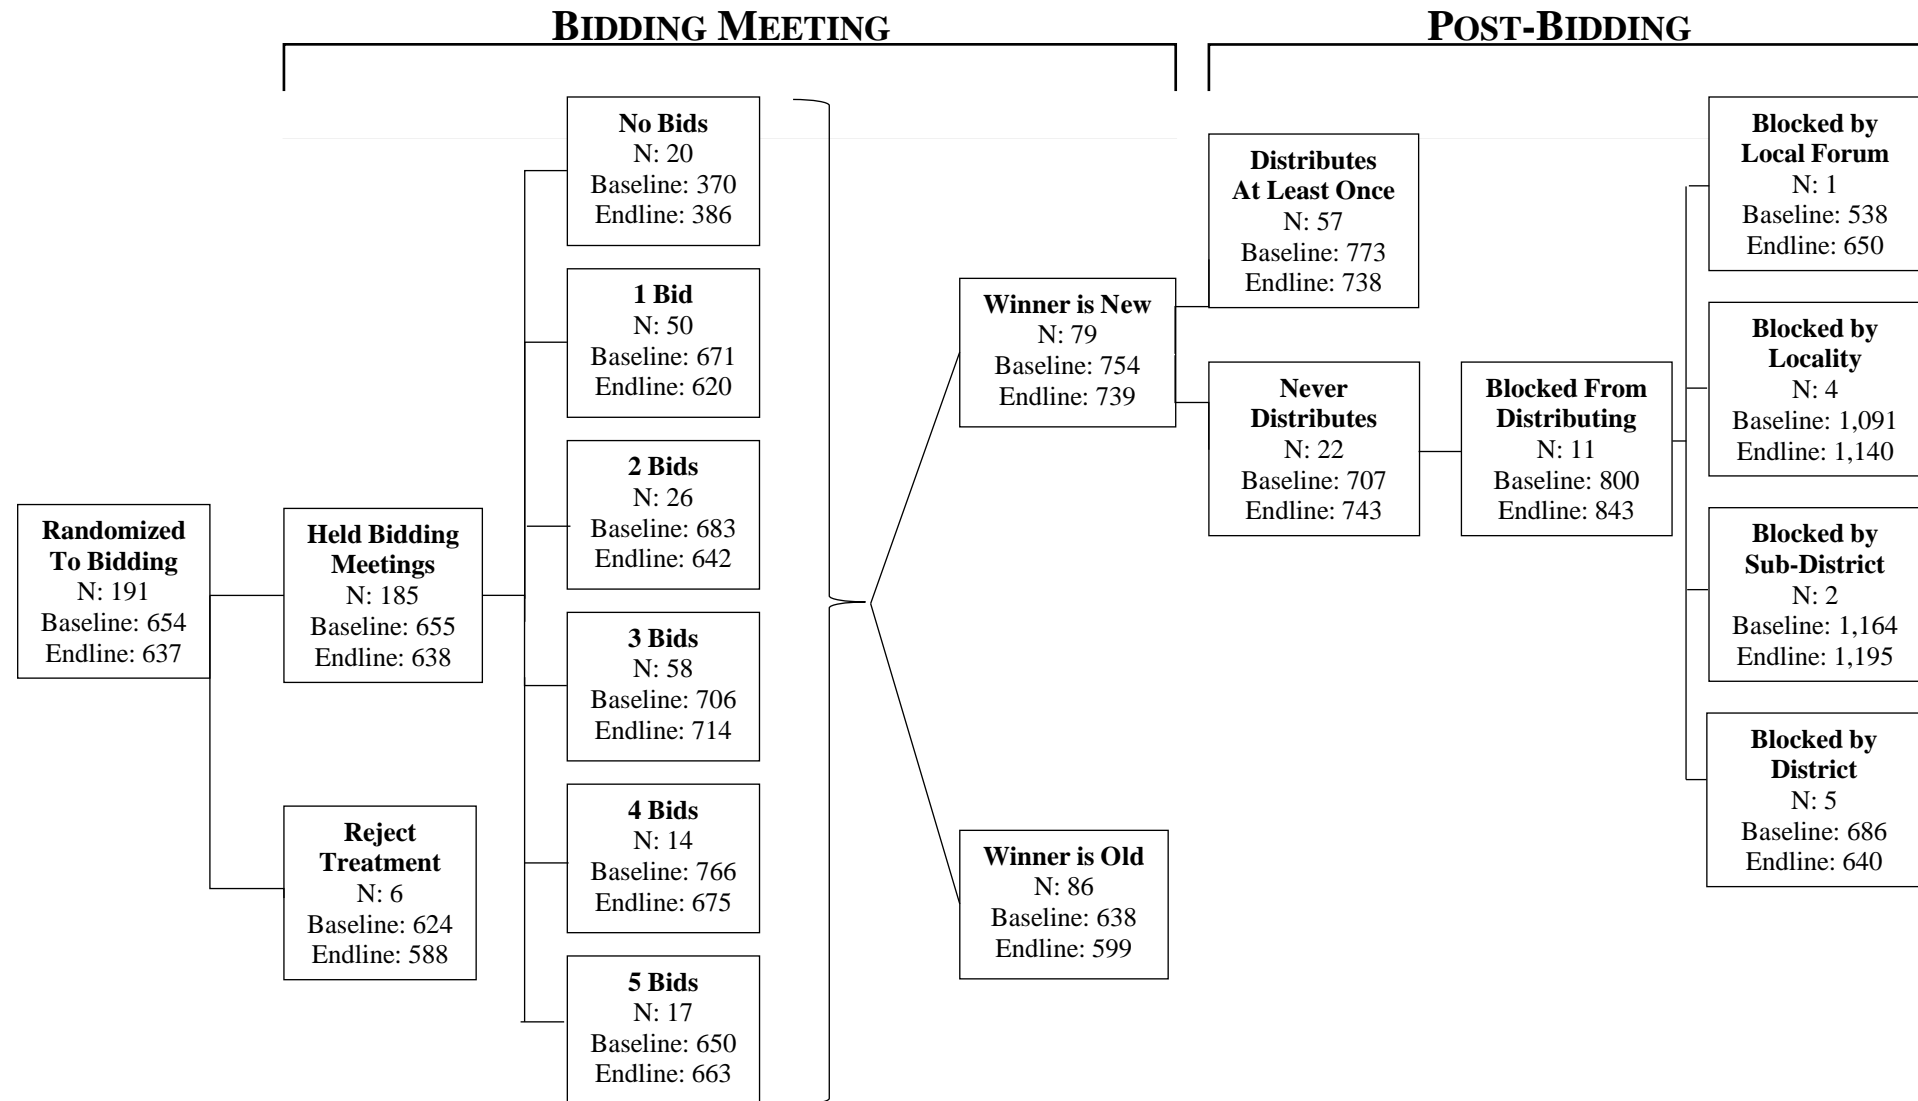 BIDDING MEETING
POST-BIDDING
Randomized
To Bidding
N: 191
Baseline: 654
Endline: 637
Held Bidding
Meetings
N: 185
Baseline: 655
Endline: 638
Reject
Treatment
N: 6
Baseline: 624
Endline: 588
No Bids
N: 20
Baseline: 370
Endline: 386
1 Bid
N: 50
Baseline: 671
Endline: 620
2 Bids
N: 26
Baseline: 683
Endline: 642
3 Bids
N: 58
Baseline: 706
Endline: 714
4 Bids
N: 14
Baseline: 766
Endline: 675
5 Bids
N: 17
Baseline: 650
Endline: 663
Winner is New
N: 79
Baseline: 754
Endline: 739
Winner is Old
N: 86
Baseline: 638
Endline: 599
Distributes
At Least Once
N: 57
Baseline: 773
Endline: 738
Never
Distributes
N: 22
Baseline: 707
Endline: 743
Blocked From
Distributing
N: 11
Baseline: 800
Endline: 843
Blocked by
Local Forum
N: 1
Baseline: 538
Endline: 650
Blocked by
Locality
N: 4
Baseline: 1,091
Endline: 1,140
Blocked by
Sub-District
N: 2
Baseline: 1,164
Endline: 1,195
Blocked by
District
N: 5
Baseline: 686
Endline: 640